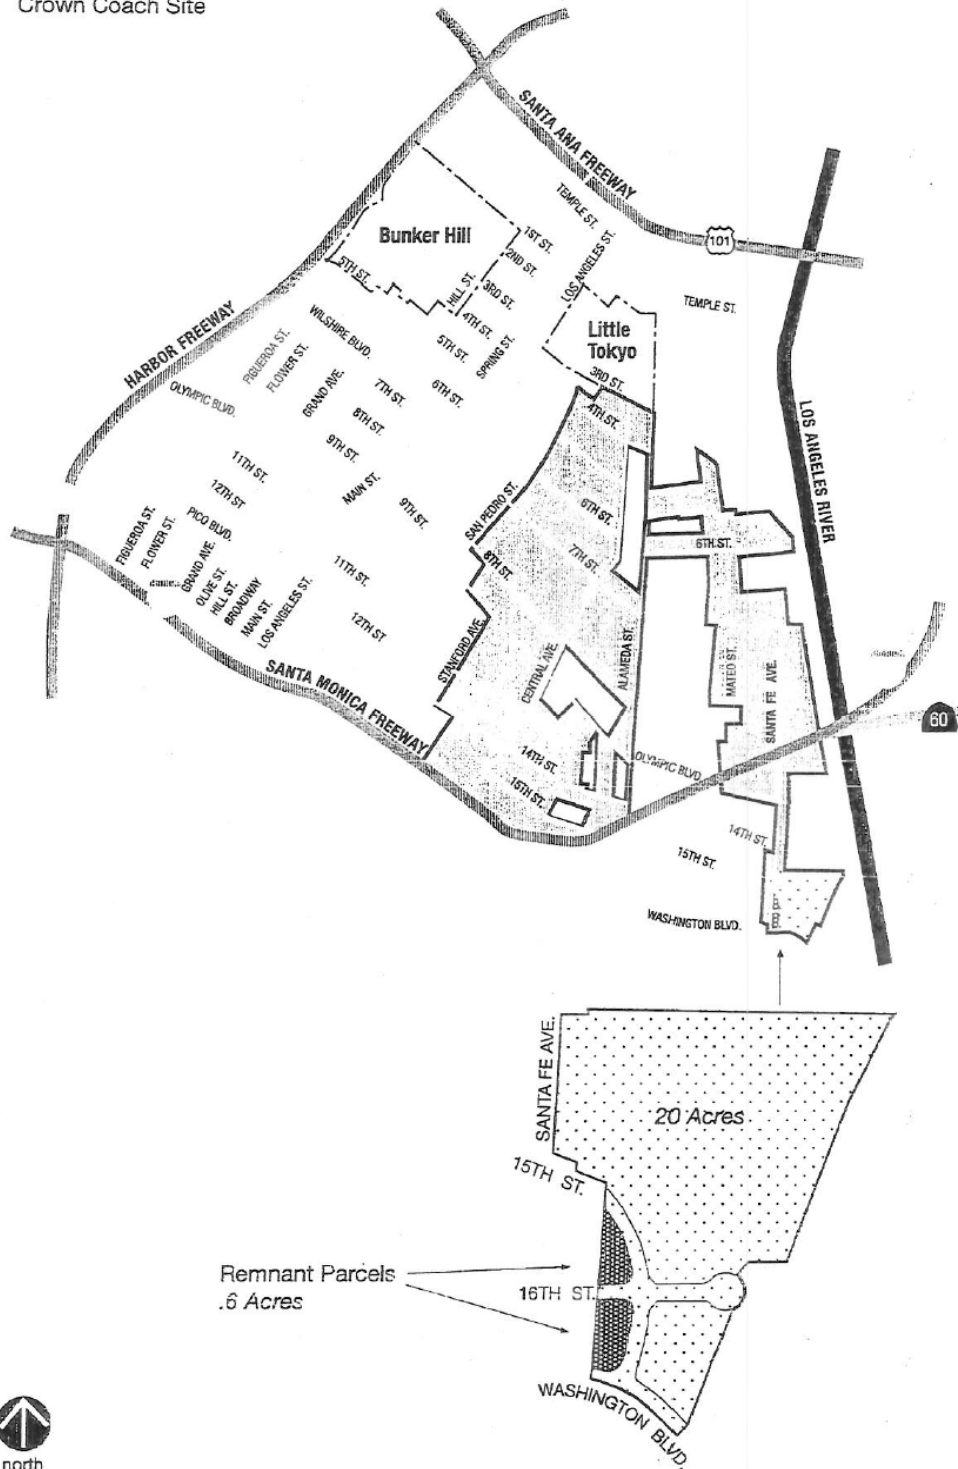 Crown Coach Site
SANTA ANA FREEWAY
101
TEMPLE ST.
LOS ANGELES ST.
1ST ST.
2ND ST.
3RD ST.
4TH ST.
5TH ST.
6TH ST.
HILL ST.
SPRING ST.
Bunker Hill
5TH ST.
TEMPLE ST.
Little
Tokyo
3RD ST.
4TH ST.
HARBOR FREEWAY
WILSHIRE BLVD.
FIGUEROA ST.
FLOWER ST.
GRAND AVE.
OLYMPIC BLVD.
7TH ST.
8TH ST.
9TH ST.
MAIN ST.
9TH ST.
11TH ST.
12TH ST
PICO BLVD.
LOS ANGELES RIVER
SAN PEDRO ST.
6TH ST.
7TH ST.
8TH ST.
6TH ST.
FIGUEROA ST.
FLOWER ST.
GRAND AVE.
OLIVE ST.
HILL ST.
BROADWAY
MAIN ST.
LOS ANGELES ST.
11TH ST.
12TH ST
STANFORD AVE.
CENTRAL AVE
ALAMEDA ST.
MATEO ST.
SANTA FE AVE.
SANTA MONICA FREEWAY
60
14TH ST.
15TH ST.
OLYMPIC BLVD
14TH ST.
15TH ST.
WASHINGTON BLVD.
SANTA FE AVE.
20 Acres
15TH ST.
Remnant Parcels
.6 Acres
16TH ST.
WASHINGTON BLVD.
north